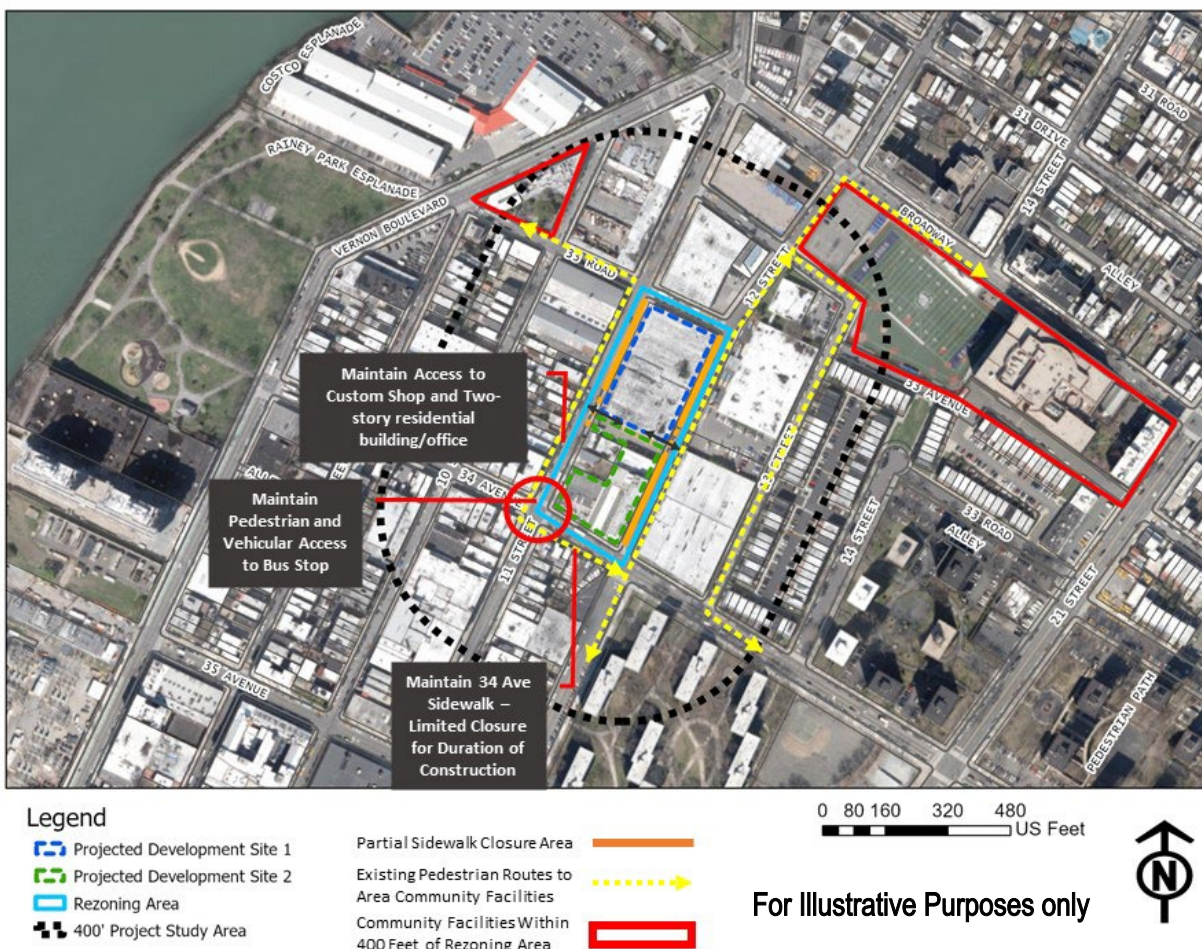 COSTCO ESPLANADE
RAINEY PARK ESPLANADE
VERNON BOULEVARD
31 ROAD
31 DRIVE
14 STREET
BROADWAY
ALLEY
33 ROAD
12 STREET
Maintain Access to
Custom Shop and Two-
story residential
building/office
33 AVENUE
13 STREET
ALLEY
10
34 AVE
Maintain
Pedestrian and
Vehicular Access
to Bus Stop
11 STREET
14 STREET
33 ROAD
ALLEY
21 STREET
35 AVENUE
Maintain 34 Ave
Sidewalk –
Limited Closure
for Duration of
Construction
PEDESTRIAN PATH
Legend
Projected Development Site 1
Projected Development Site 2
Rezoning Area
400' Project Study Area
Partial Sidewalk Closure Area
Existing Pedestrian Routes to
Area Community Facilities
Community Facilities Within
400 Feet of Rezoning Area
0 80 160 320 480
US Feet
For Illustrative Purposes only
N